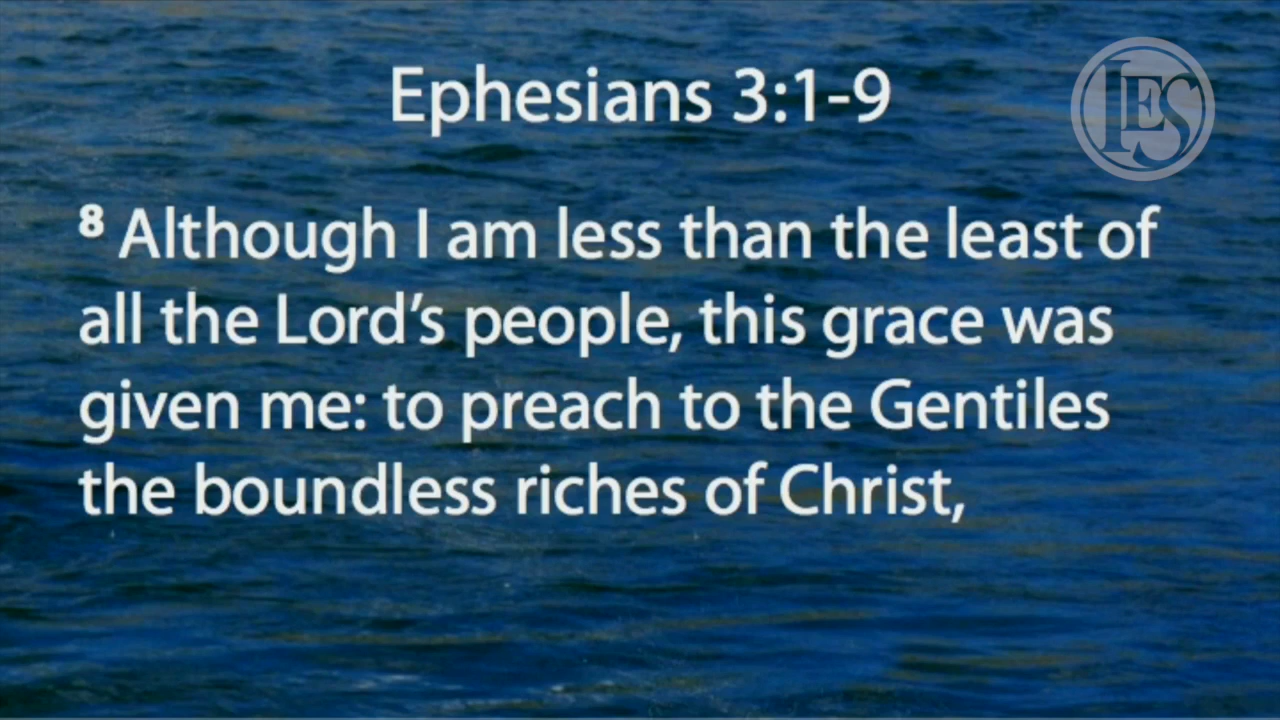 Ephesians 3:1-9
IES
8 Although I am less than the least of
all the Lord’s people, this grace was
given me: to preach to the Gentiles
the boundless riches of Christ,